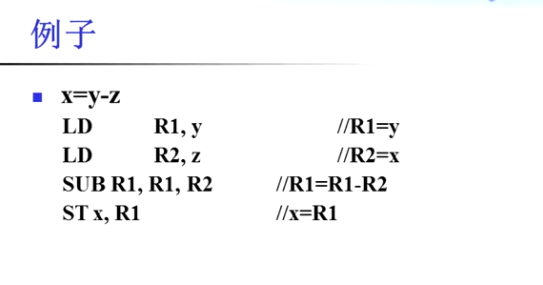 例子
x=y-z
LD R1, y //R1=y
LD R2, z //R2=x
SUB R1, R1, R2 //R1=R1-R2
ST x, R1 //x=R1